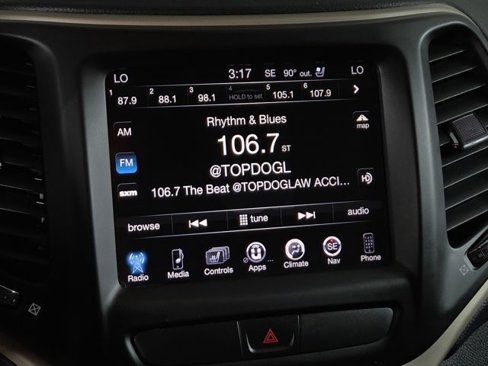 LO 3:17 SE 90° out. LO
1 87.9 2 88.1 3 98.1 4 HOLD to set 5 105.1 6 107.9
Rhythm & Blues
AM
106.7 ST
map
FM
@TOPDOGL
sxm
106.7 The Beat @TOPDOGLAW ACCI...
browse tune audio
Radio Media Controls Apps ... Climate SE Nav Phone